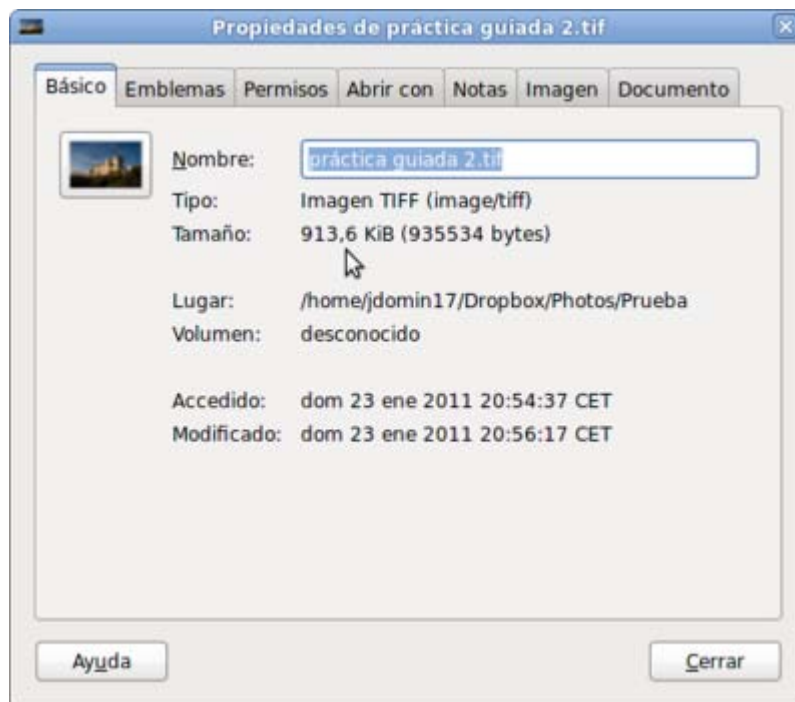 Propiedades de práctica guiada 2.tif
Básico Emblemas Permisos Abrir con Notas Imagen Documento
Nombre: práctica guiada 2.tif
Tipo: Imagen TIFF (image/tiff)
Tamaño: 913,6 KiB (935534 bytes)
Lugar: /home/jdomin17/Dropbox/Photos/Prueba
Volumen: desconocido
Accedido: dom 23 ene 2011 20:54:37 CET
Modificado: dom 23 ene 2011 20:56:17 CET
Ayuda Cerrar